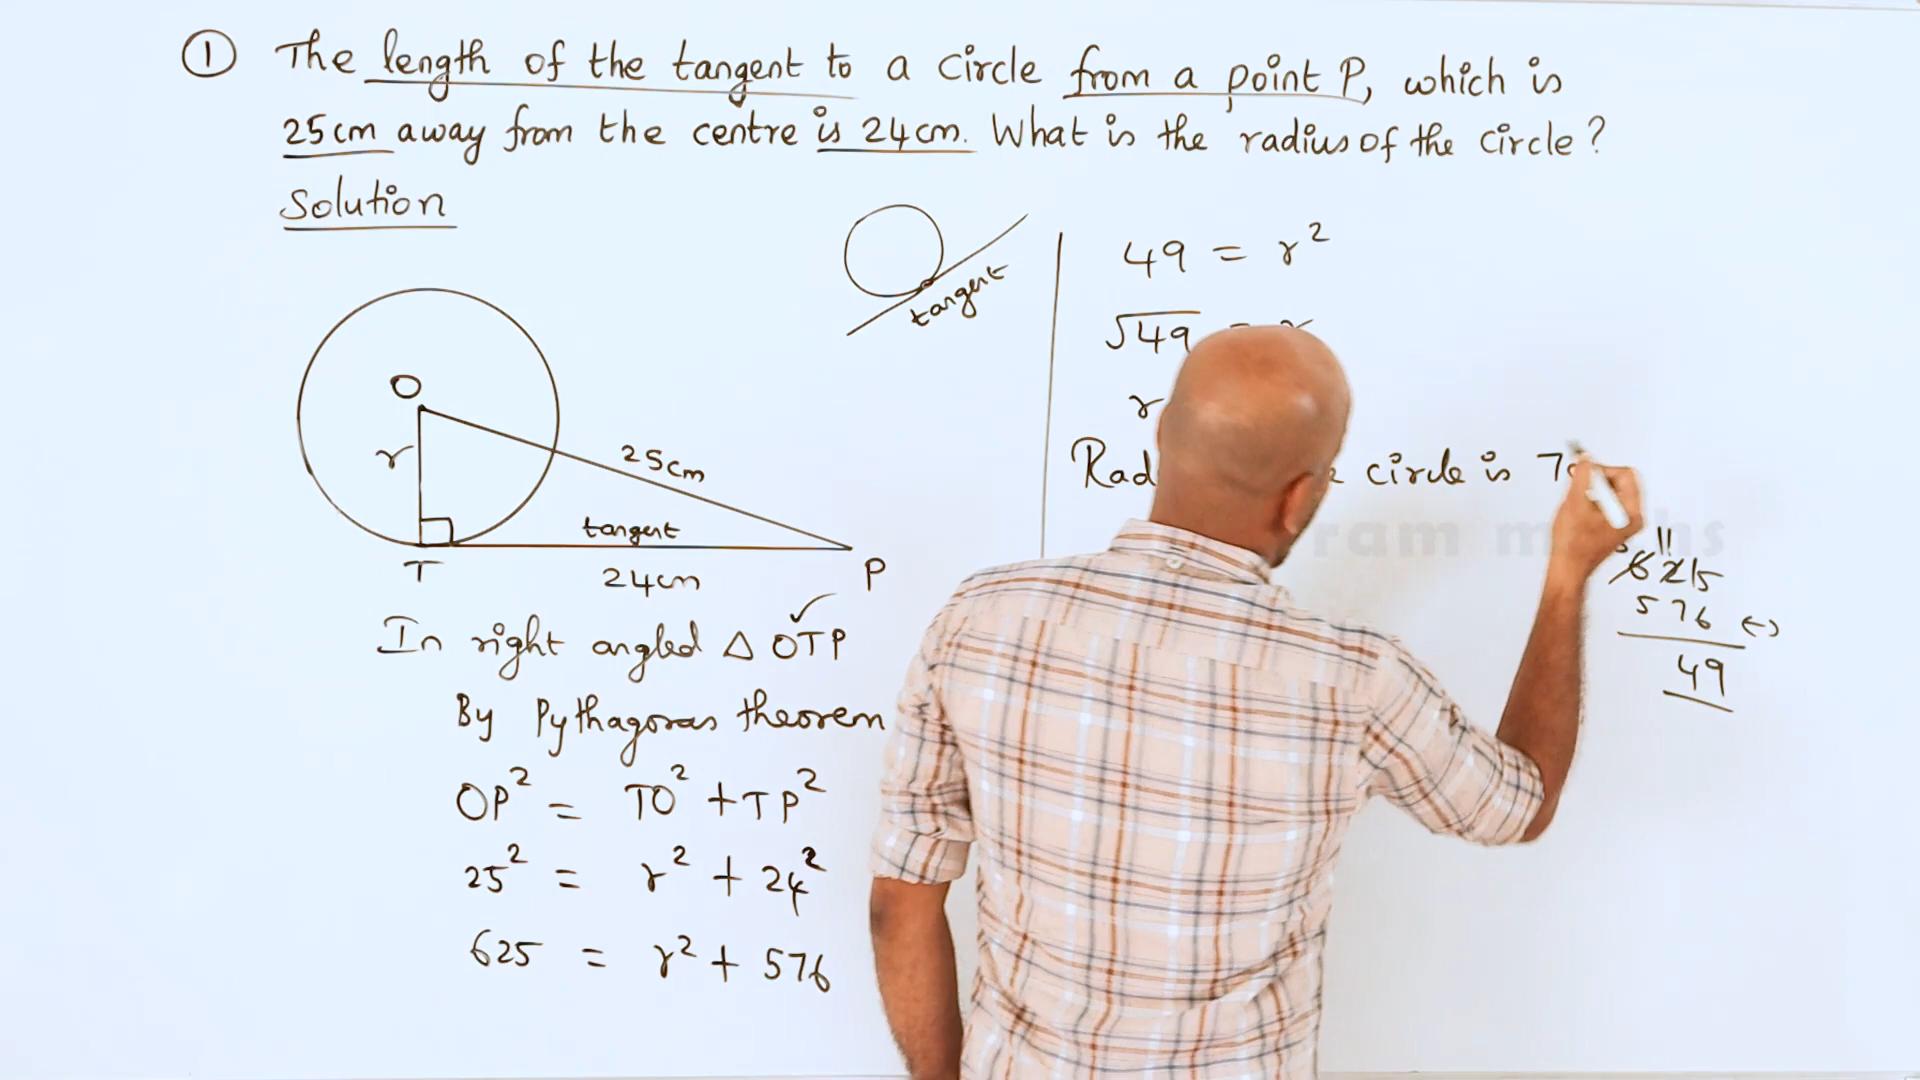 ① The length of the tangent to a circle from a point P, which is
25cm away from the centre is 24cm. What is the radius of the circle?
Solution
tangent
O
r
25cm
tangent
T
24cm
P
In right angled △ OTP
By Pythagoras theorem
OP² = TO² + TP²
25² = r² + 24²
625 = r² + 576
49 = r²
√49 =
r
circle is 7
11
625
576 (-)
49